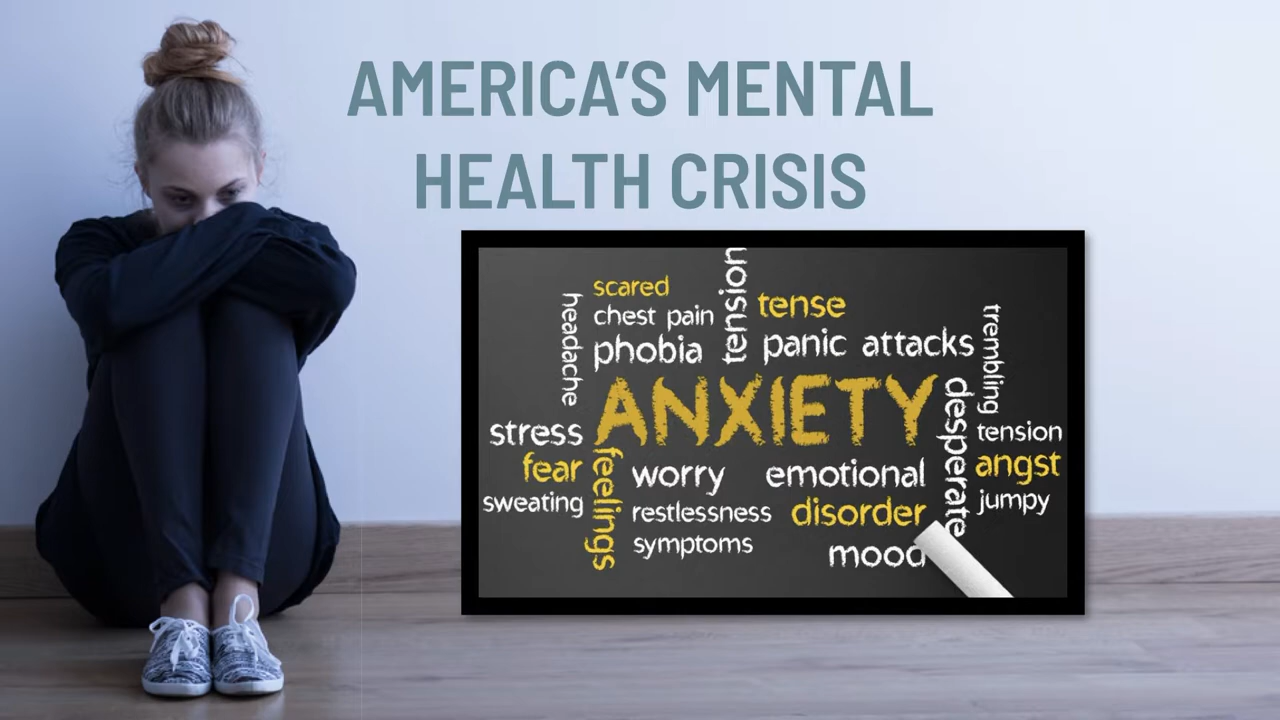 AMERICA'S MENTAL
HEALTH CRISIS
scared
headache
chest pain
tension
tense
phobia
panic attacks
trembling
ANXIETY
desperate
stress
tension
fear
feelings
worry
emotional
angst
sweating
restlessness
disorder
jumpy
symptoms
mood